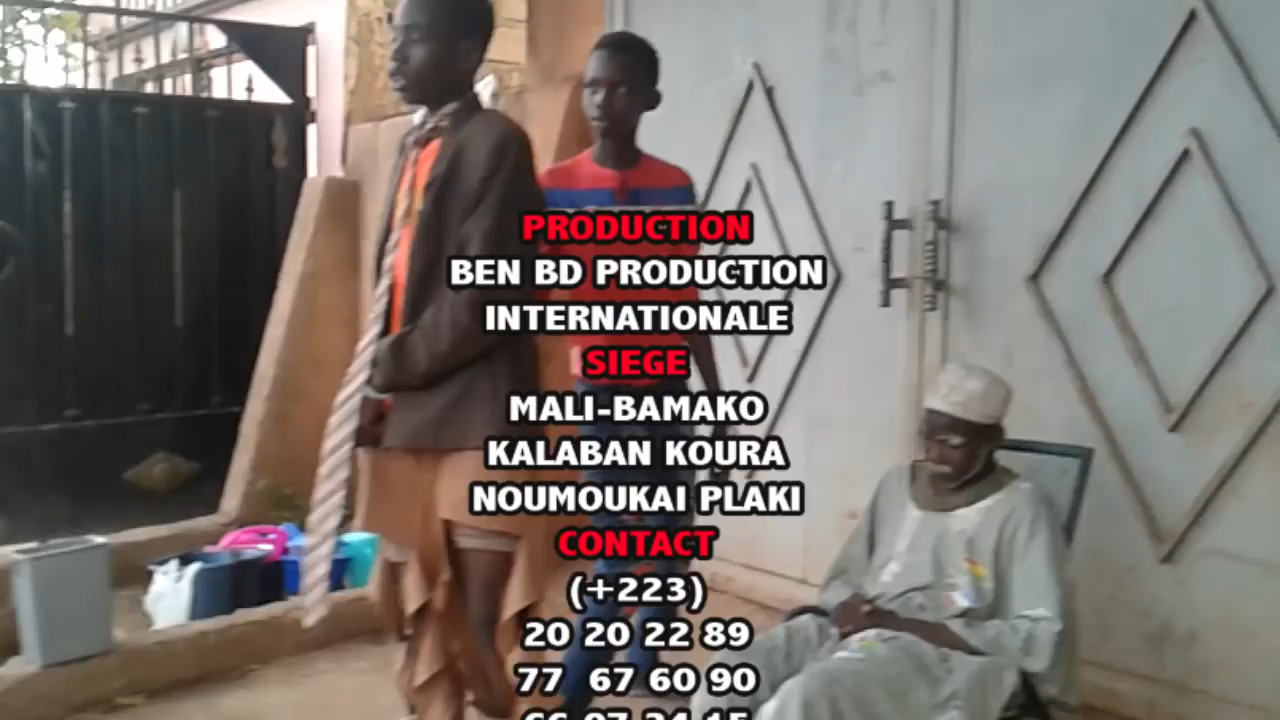 PRODUCTION
BEN BD PRODUCTION
INTERNATIONALE
SIEGE
MALI-BAMAKO
KALABAN KOURA
NOUMOUKAI PLAKI
CONTACT
(+223)
20 20 22 89
77 67 60 90